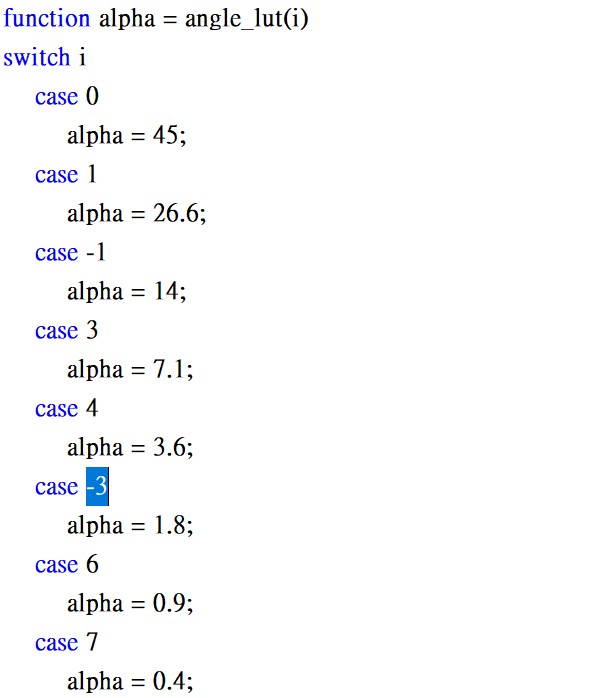 function alpha = angle_lut(i)
switch i
case 0
alpha = 45;
case 1
alpha = 26.6;
case -1
alpha = 14;
case 3
alpha = 7.1;
case 4
alpha = 3.6;
case -3
alpha = 1.8;
case 6
alpha = 0.9;
case 7
alpha = 0.4;